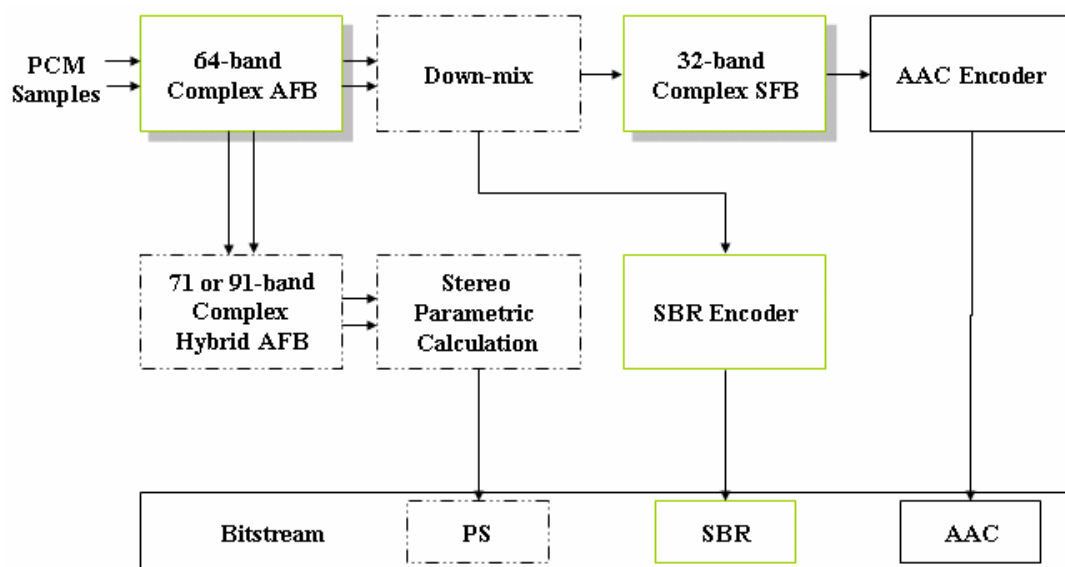 PCM
Samples
64-band
Complex AFB
Down-mix
32-band
Complex SFB
AAC Encoder
71 or 91-band
Complex
Hybrid AFB
Stereo
Parametric
Calculation
SBR Encoder
Bitstream
PS
SBR
AAC